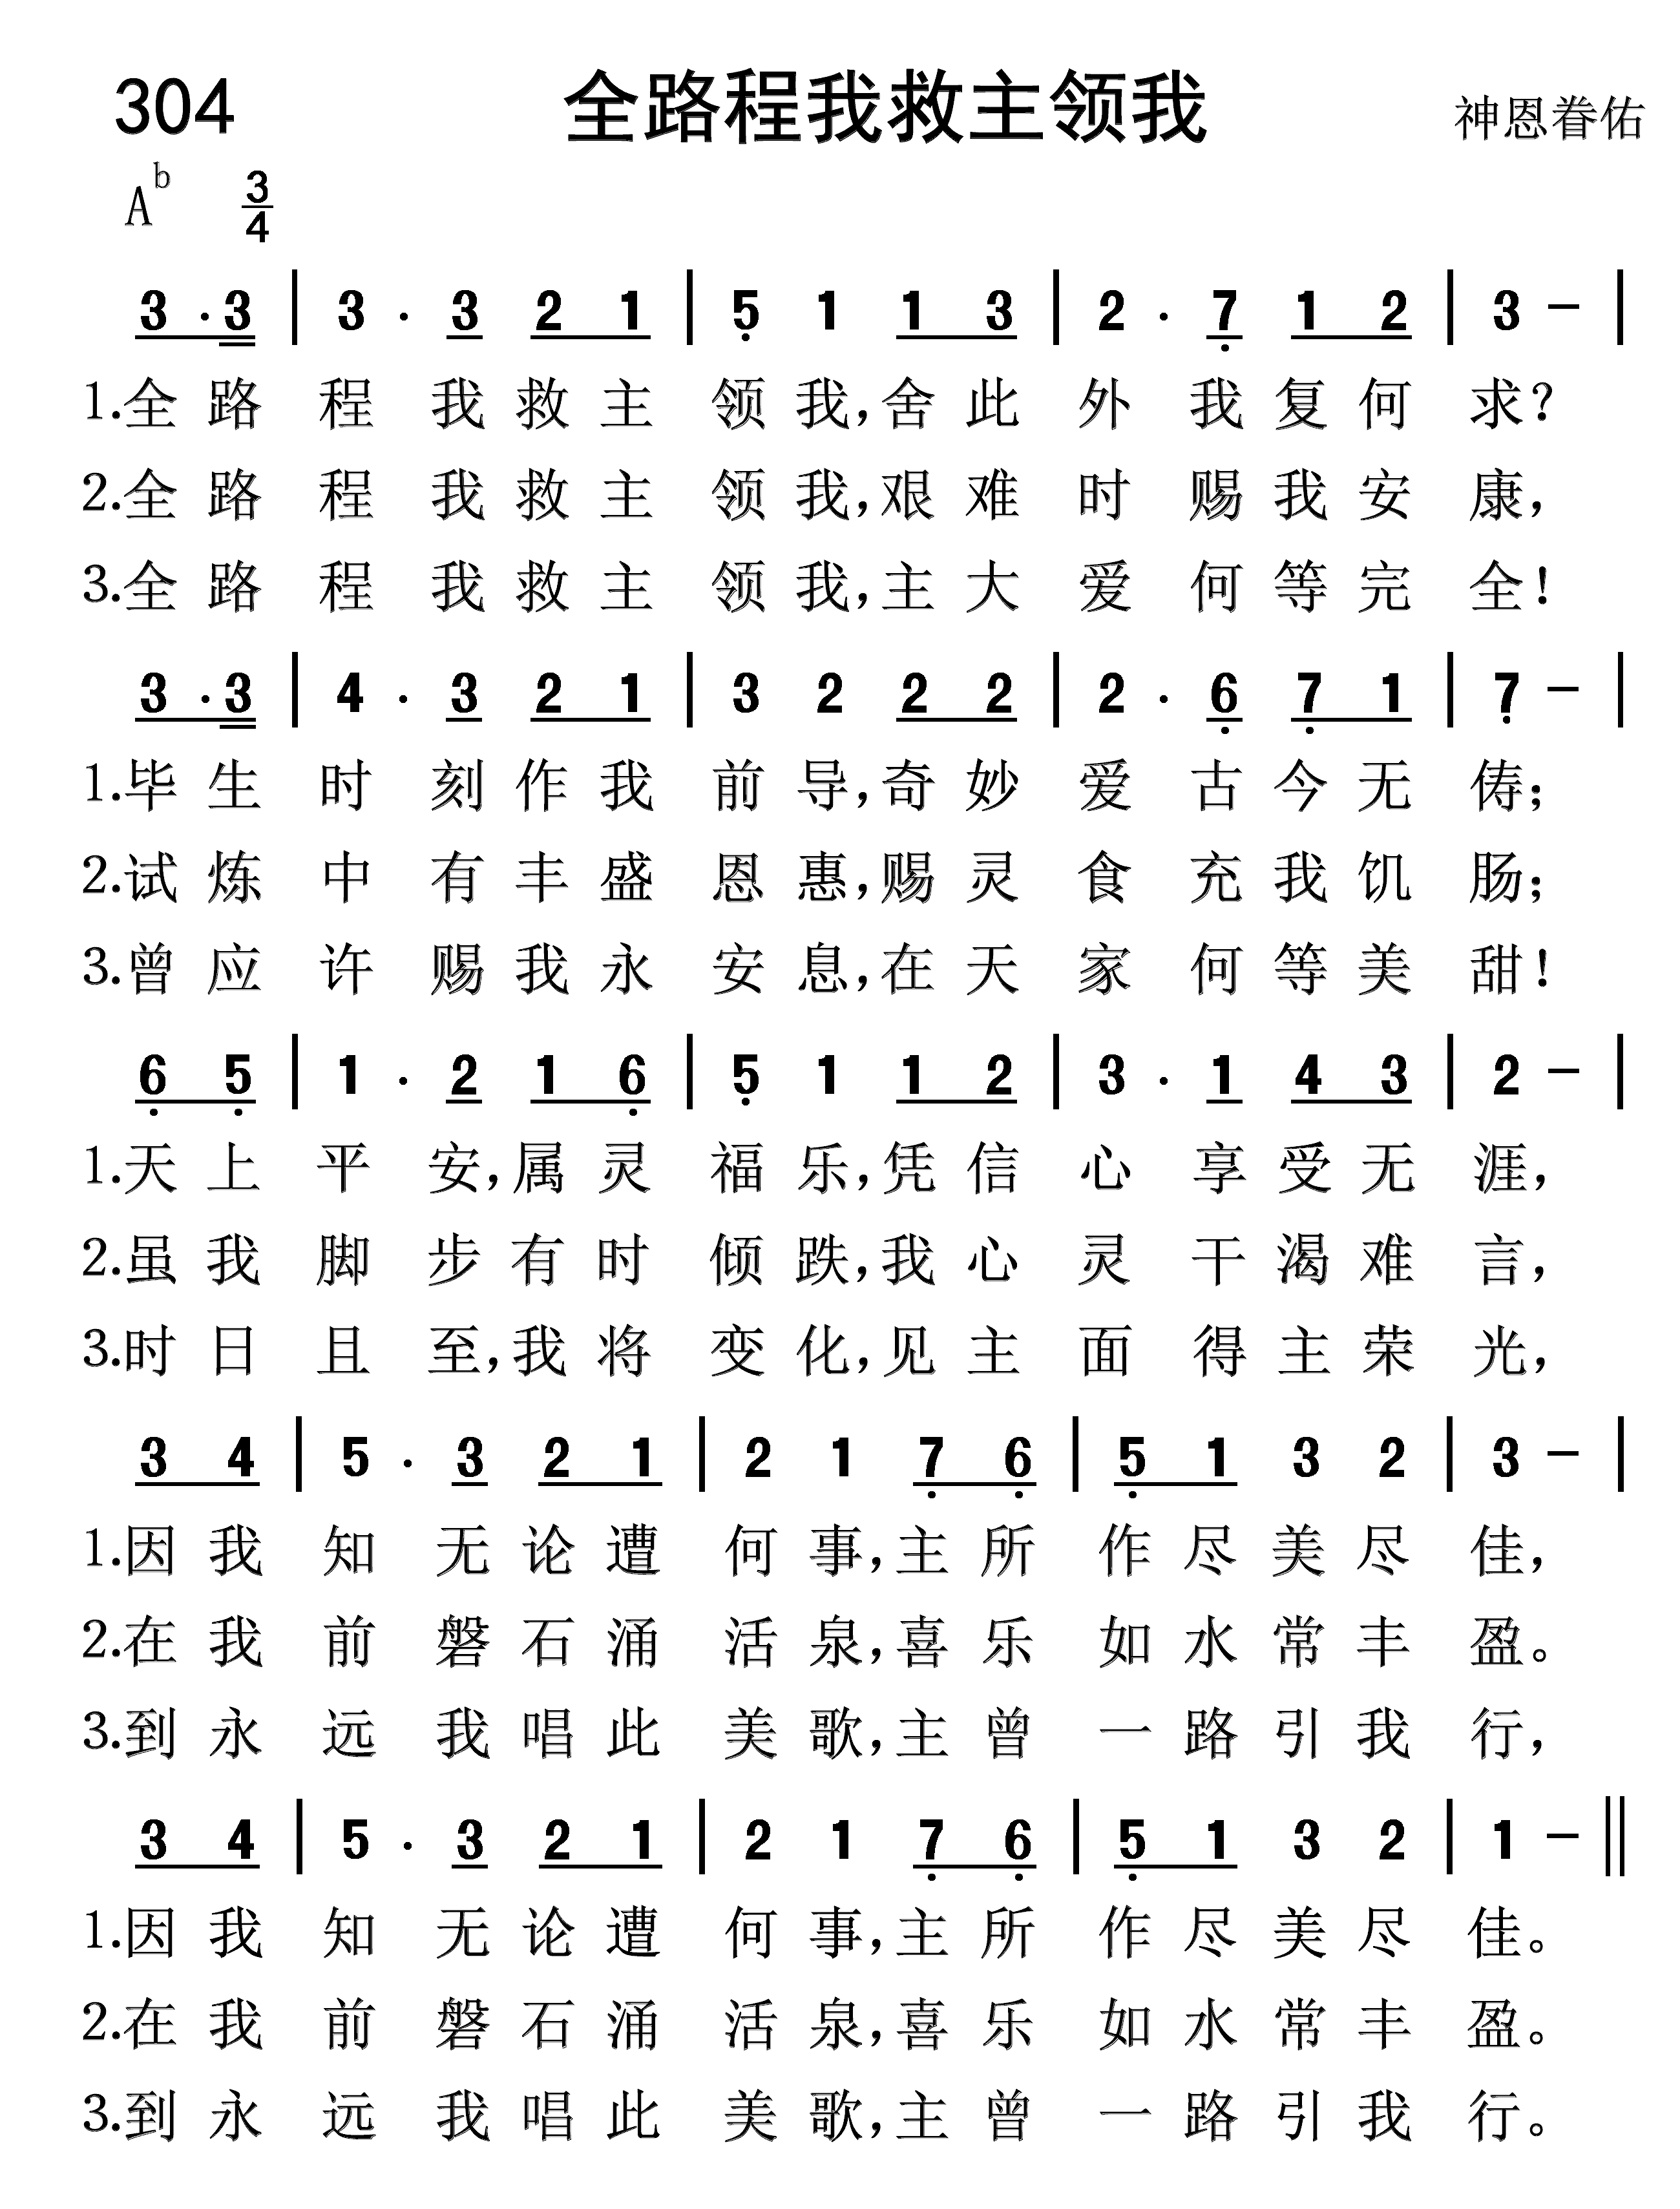 304 全路程我救主领我 神恩眷佑
A♭ 3/4
3 . 3 | 3 . 3 2 1 | 5 1 1 3 | 2 . 7 1 2 | 3 – |
1.全路程我救主领我,舍此外我复何求?
2.全路程我救主领我,艰难时赐我安康,
3.全路程我救主领我,主大爱何等完全!
3 . 3 | 4 . 3 2 1 | 3 2 2 2 | 2 . 6 7 1 | 7 – |
1.毕生时刻作我前导,奇妙爱古今无俦;
2.试炼中有丰盛恩惠,赐灵食充我饥肠;
3.曾应许赐我永安息,在天家何等美甜!
6 5 | 1 . 2 1 6 | 5 1 1 2 | 3 . 1 4 3 | 2 – |
1.天上平安,属灵福乐,凭信心享受无涯,
2.虽我脚步有时倾跌,我心灵干渴难言,
3.时日且至,我将变化,见主面得主荣光,
3 4 | 5 . 3 2 1 | 2 1 7 6 | 5 1 3 2 | 3 – |
1.因我知无论遭何事,主所作尽美尽佳,
2.在我前磐石涌活泉,喜乐如水常丰盈。
3.到永远我唱此美歌,主曾一路引我行,
3 4 | 5 . 3 2 1 | 2 1 7 6 | 5 1 3 2 | 1 – ||
1.因我知无论遭何事,主所作尽美尽佳。
2.在我前磐石涌活泉,喜乐如水常丰盈。
3.到永远我唱此美歌,主曾一路引我行。